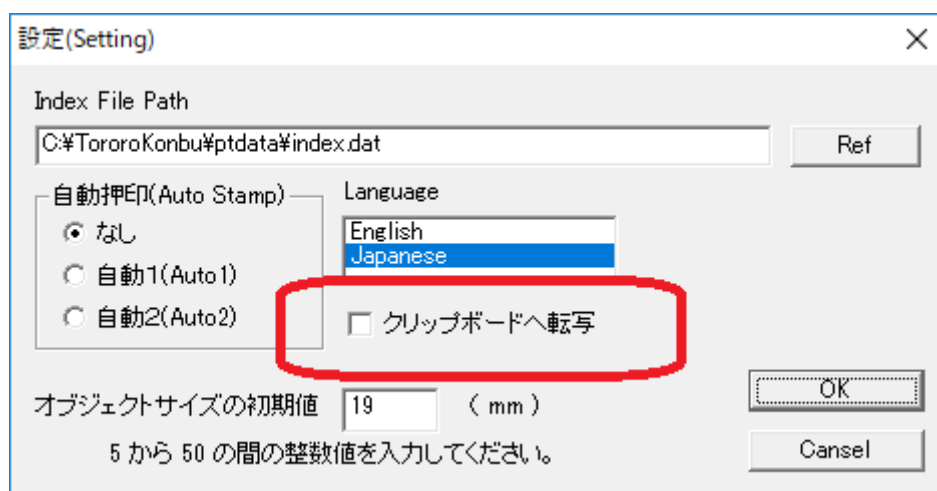 設定(Setting)
Index File Path
C:¥TororoKonbu¥ptdata¥index.dat
Ref
自動押印(Auto Stamp)
Language
なし
English
Japanese
自動1(Auto1)
自動2(Auto2)
クリップボードへ転写
オブジェクトサイズの初期値 19 (mm)
OK
5 から 50 の間の整数値を入力してください。
Cansel